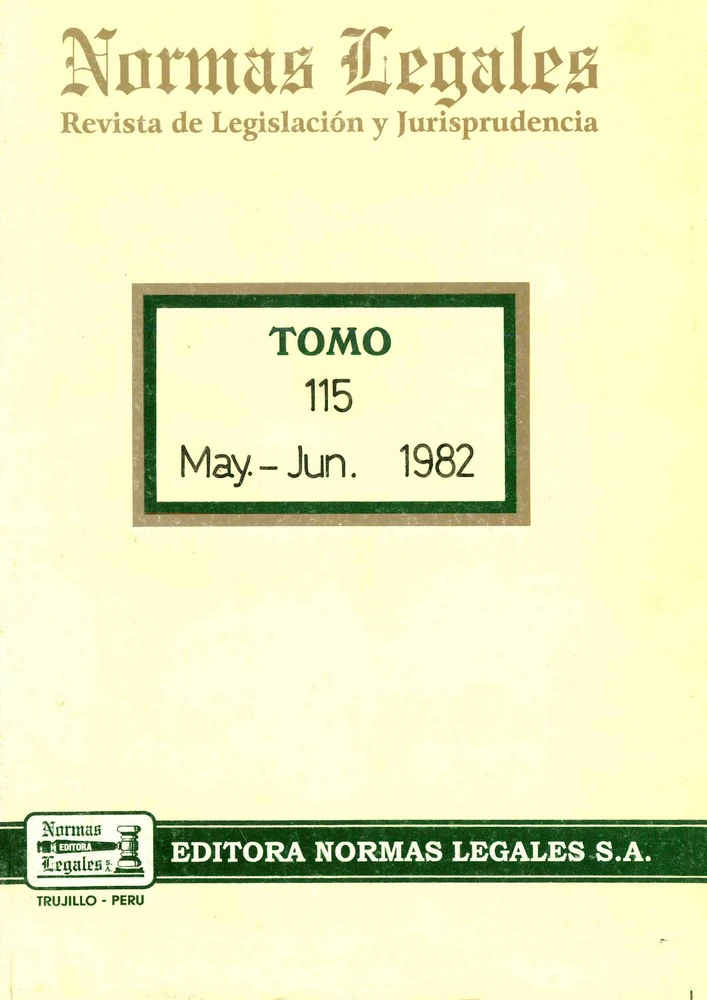 Normas Legales
Revista de Legislación y Jurisprudencia
TOMO
115
May.- Jun. 1982
Normas
EDITORA
Legales S.A.
EDITORA NORMAS LEGALES S.A.
TRUJILLO - PERU